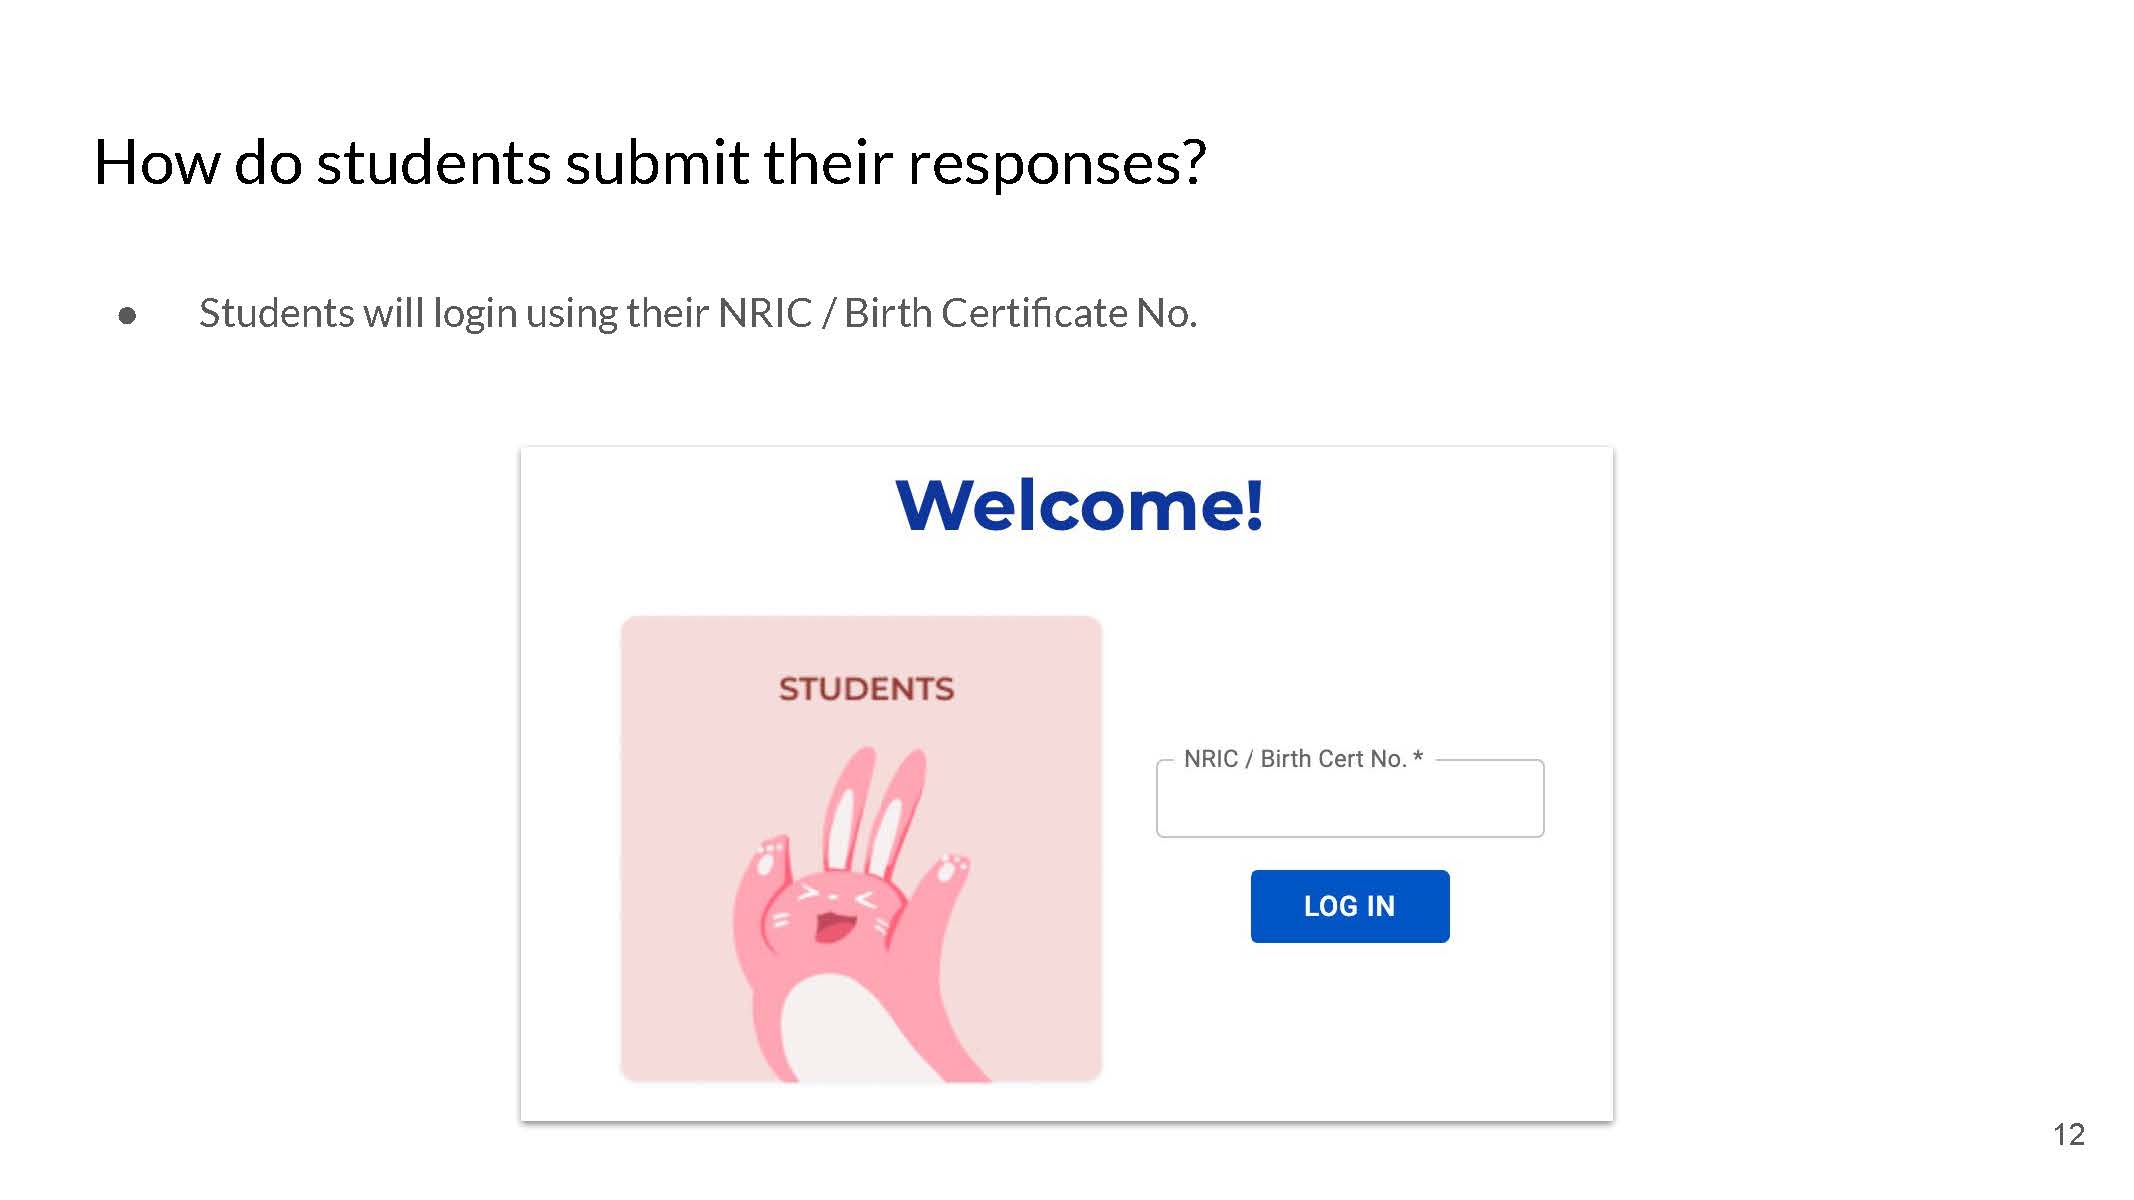 How do students submit their responses?
● Students will login using their NRIC / Birth Certificate No.
Welcome!
STUDENTS
NRIC / Birth Cert No. *
LOG IN
12